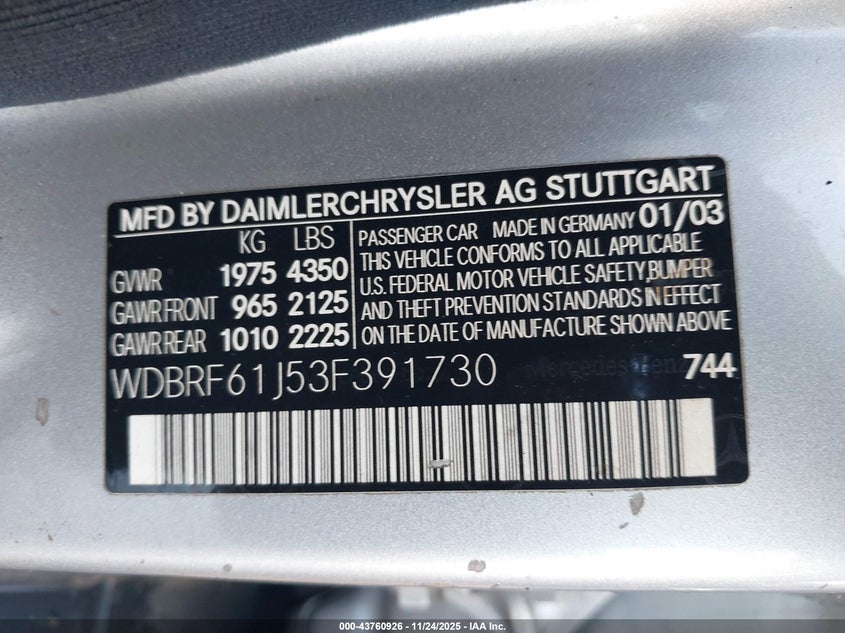 MFD BY DAIMLERCHRYSLER AG STUTTGART
KG LBS
GVWR 1975 4350
GAWR FRONT 965 2125
GAWR REAR 1010 2225
PASSENGER CAR MADE IN GERMANY 01/03
THIS VEHICLE CONFORMS TO ALL APPLICABLE
U.S. FEDERAL MOTOR VEHICLE SAFETY, BUMPER
AND THEFT PREVENTION STANDARDS IN EFFECT
ON THE DATE OF MANUFACTURE SHOWN ABOVE
WDBRF61J53F391730 Mercedes-Benz 744
000-43760926 - 11/24/2025 - IAA Inc.